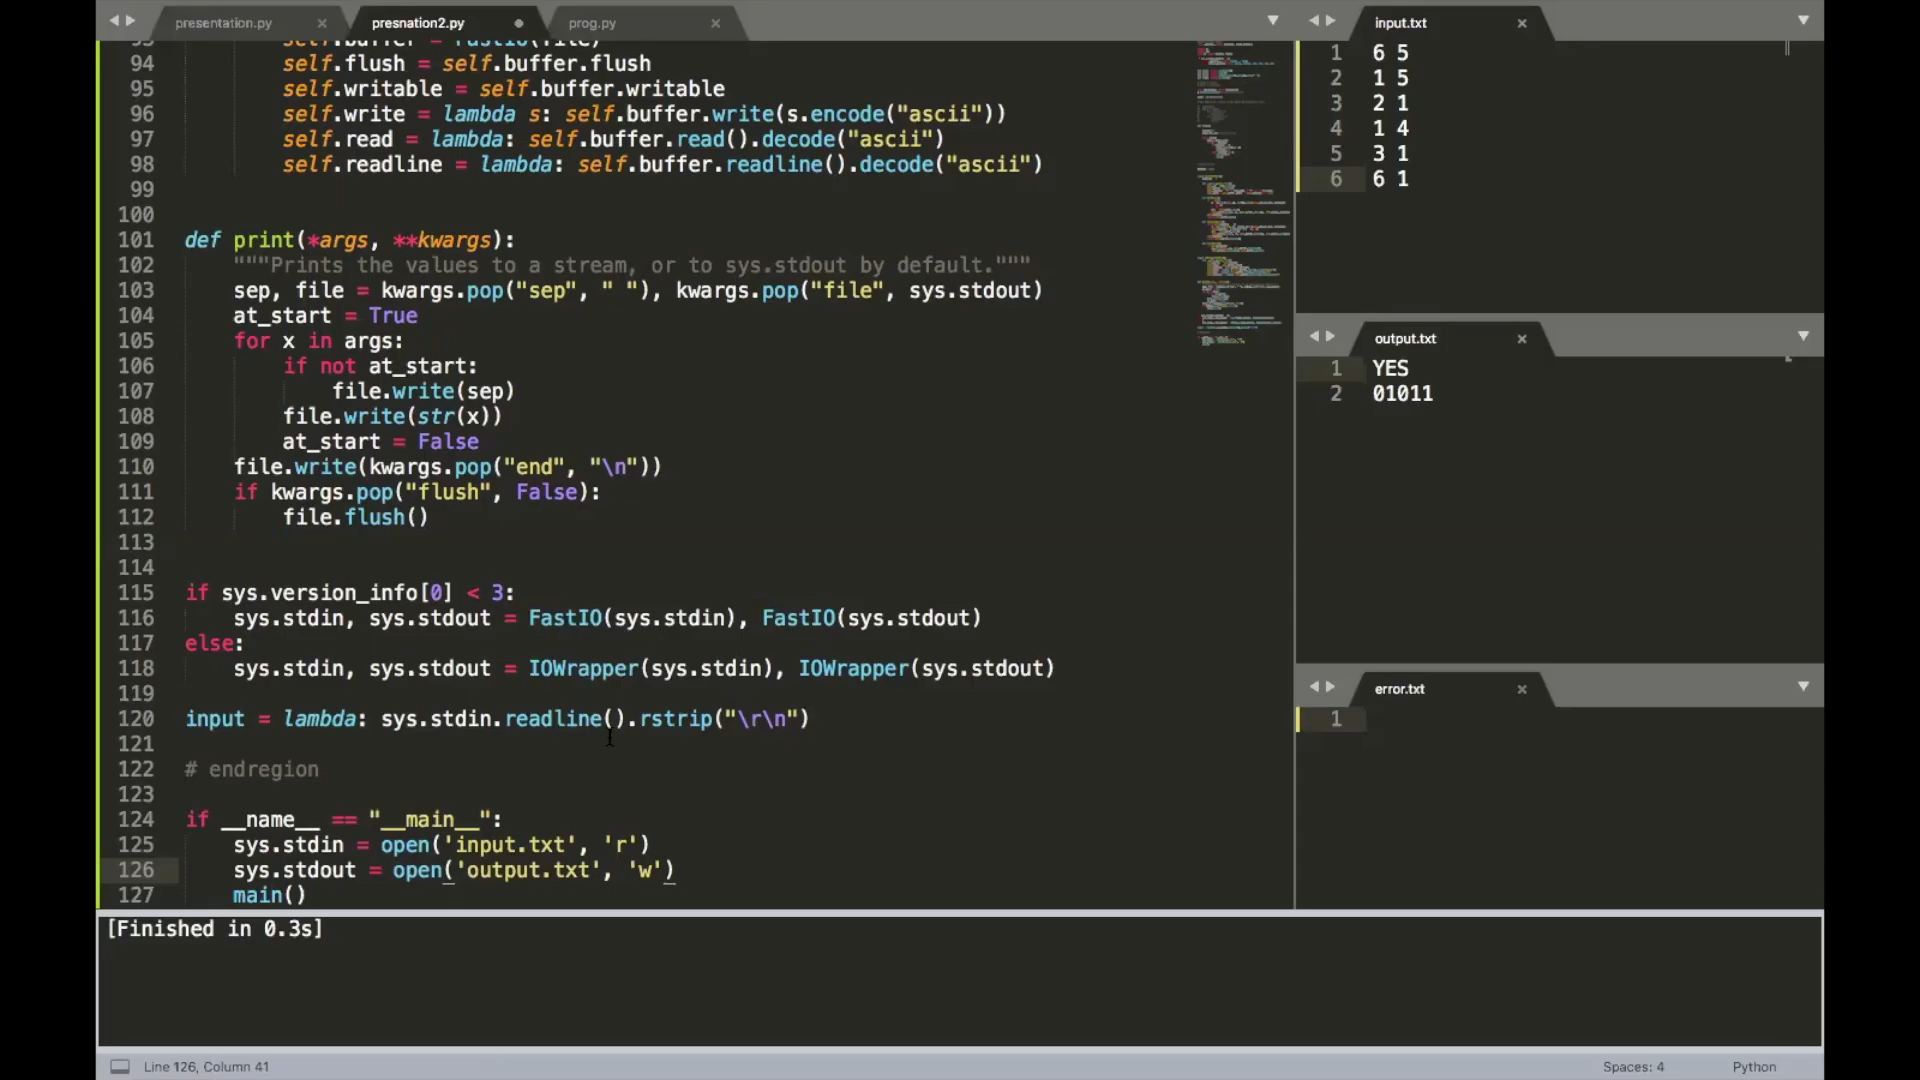 presentation.py
presnation2.py
prog.py
93 self.buffer = FastIO(file)
94 self.flush = self.buffer.flush
95 self.writable = self.buffer.writable
96 self.write = lambda s: self.buffer.write(s.encode("ascii"))
97 self.read = lambda: self.buffer.read().decode("ascii")
98 self.readline = lambda: self.buffer.readline().decode("ascii")
99
100
101 def print(*args, **kwargs):
102 """Prints the values to a stream, or to sys.stdout by default."""
103 sep, file = kwargs.pop("sep", " "), kwargs.pop("file", sys.stdout)
104 at_start = True
105 for x in args:
106 if not at_start:
107 file.write(sep)
108 file.write(str(x))
109 at_start = False
110 file.write(kwargs.pop("end", "\n"))
111 if kwargs.pop("flush", False):
112 file.flush()
113
114
115 if sys.version_info[0] < 3:
116 sys.stdin, sys.stdout = FastIO(sys.stdin), FastIO(sys.stdout)
117 else:
118 sys.stdin, sys.stdout = IOWrapper(sys.stdin), IOWrapper(sys.stdout)
119
120 input = lambda: sys.stdin.readline().rstrip("\r\n")
121
122 # endregion
123
124 if __name__ == "__main__":
125 sys.stdin = open('input.txt', 'r')
126 sys.stdout = open('output.txt', 'w')
127 main()
input.txt
1 6 5
2 1 5
3 2 1
4 1 4
5 3 1
6 6 1
output.txt
1 YES
2 01011
error.txt
1
[Finished in 0.3s]
Line 126, Column 41
Spaces: 4
Python